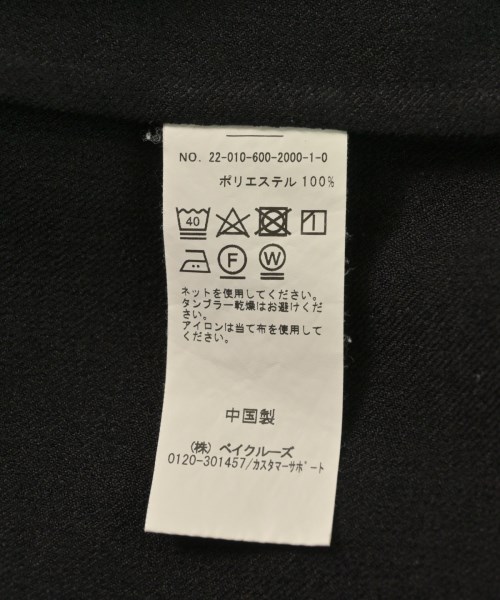 NO. 22-010-600-2000-1-0
ポリエステル 100%
40
F W
ネットを使用してください。
タンブラー乾燥はお避けくだ
さい。
アイロンは当て布を使用して
ください。
中国製
(株) ベイクルーズ
0120-301457/カスタマーサポート